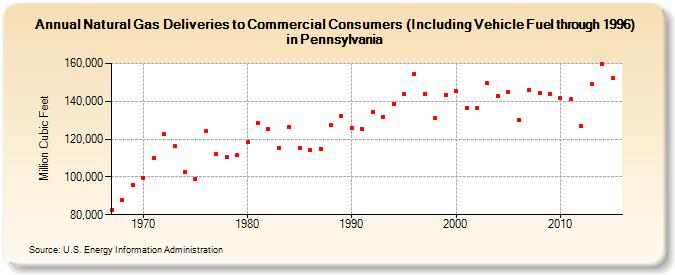 Annual Natural Gas Deliveries to Commercial Consumers (Including Vehicle Fuel through 1996)
in Pennsylvania
Million Cubic Feet
160,000
140,000
120,000
100,000
80,000
1970 1980 1990 2000 2010
Source: U.S. Energy Information Administration